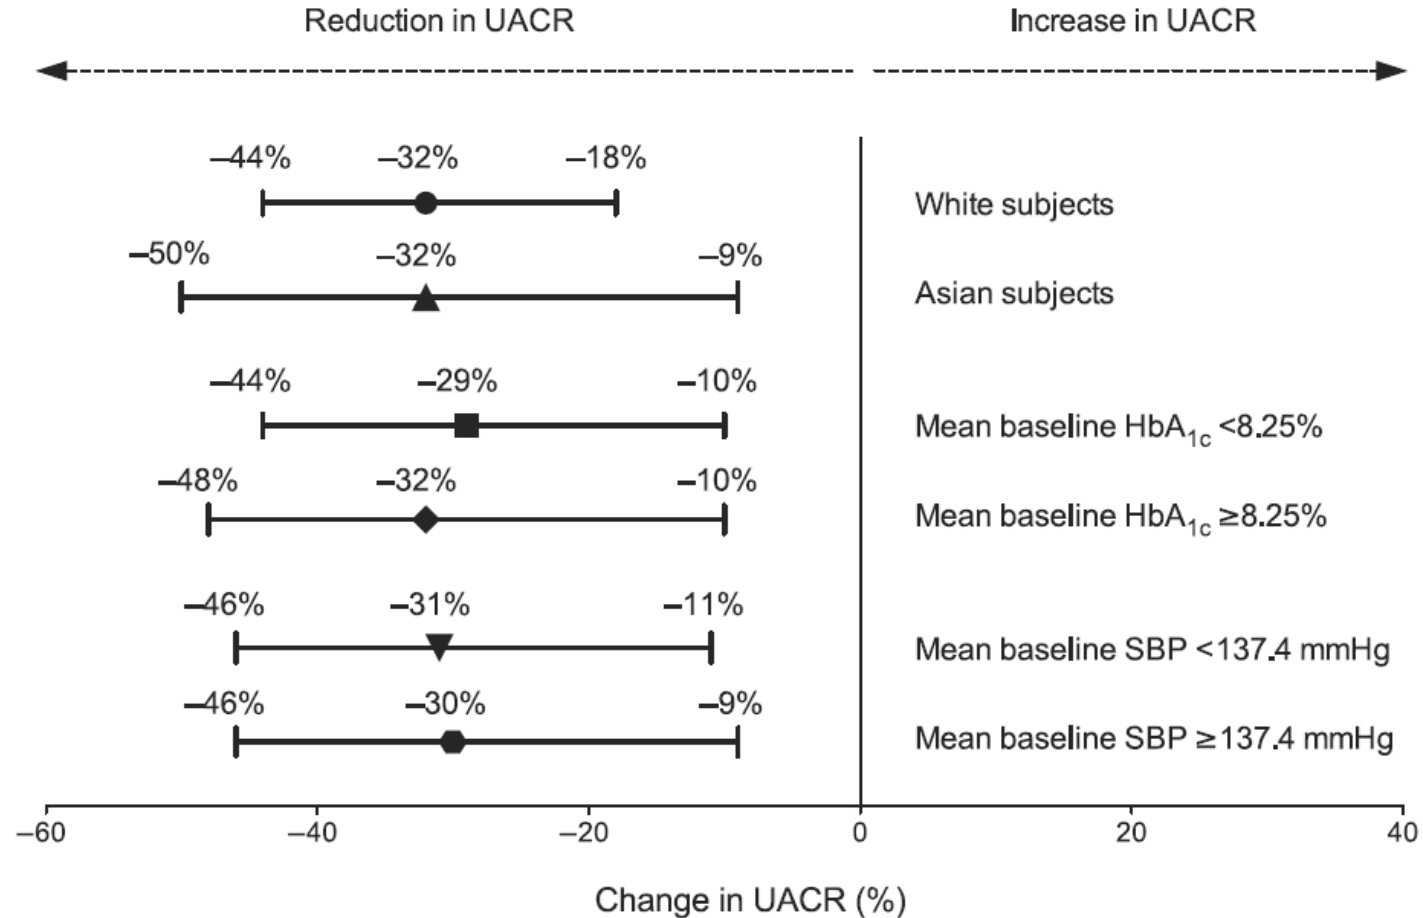 Reduction in UACR Increase in UACR
–44% –32% –18%
White subjects
–50% –32% –9%
Asian subjects
–44% –29% –10%
Mean baseline HbA1c <8.25%
–48% –32% –10%
Mean baseline HbA1c ≥8.25%
–46% –31% –11%
Mean baseline SBP <137.4 mmHg
–46% –30% –9%
Mean baseline SBP ≥137.4 mmHg
–60 –40 –20 0 20 40
Change in UACR (%)